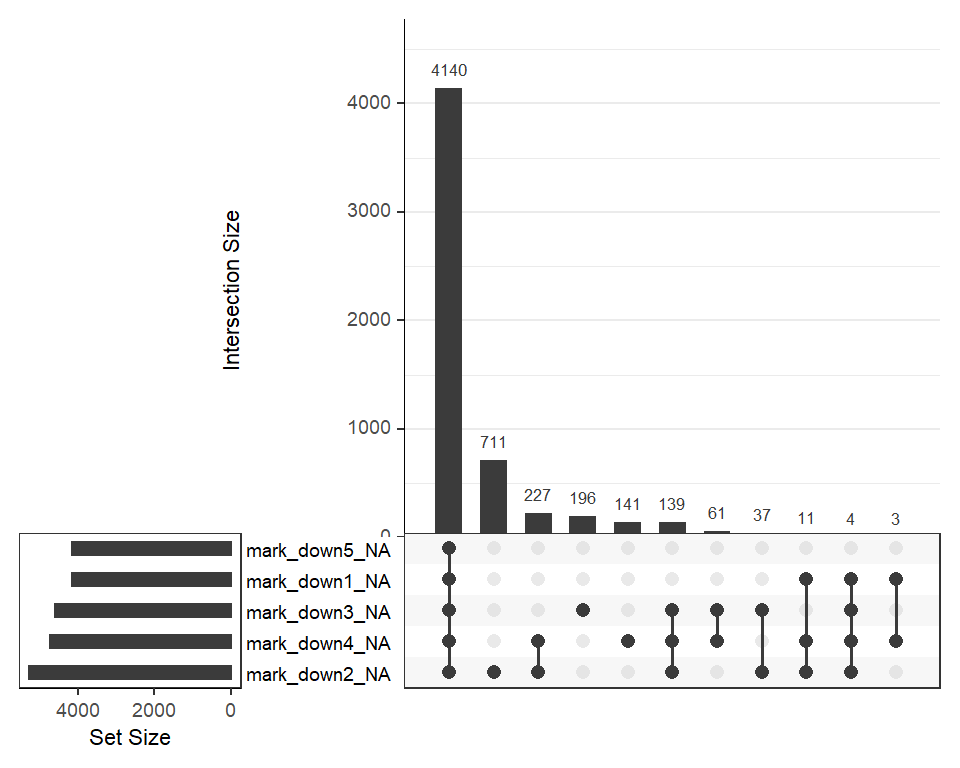 4140
4000
3000
Intersection Size
2000
1000
711
227 196 141 139 61 37 11 4 3
0
mark_down5_NA
mark_down1_NA
mark_down3_NA
mark_down4_NA
mark_down2_NA
4000 2000 0
Set Size